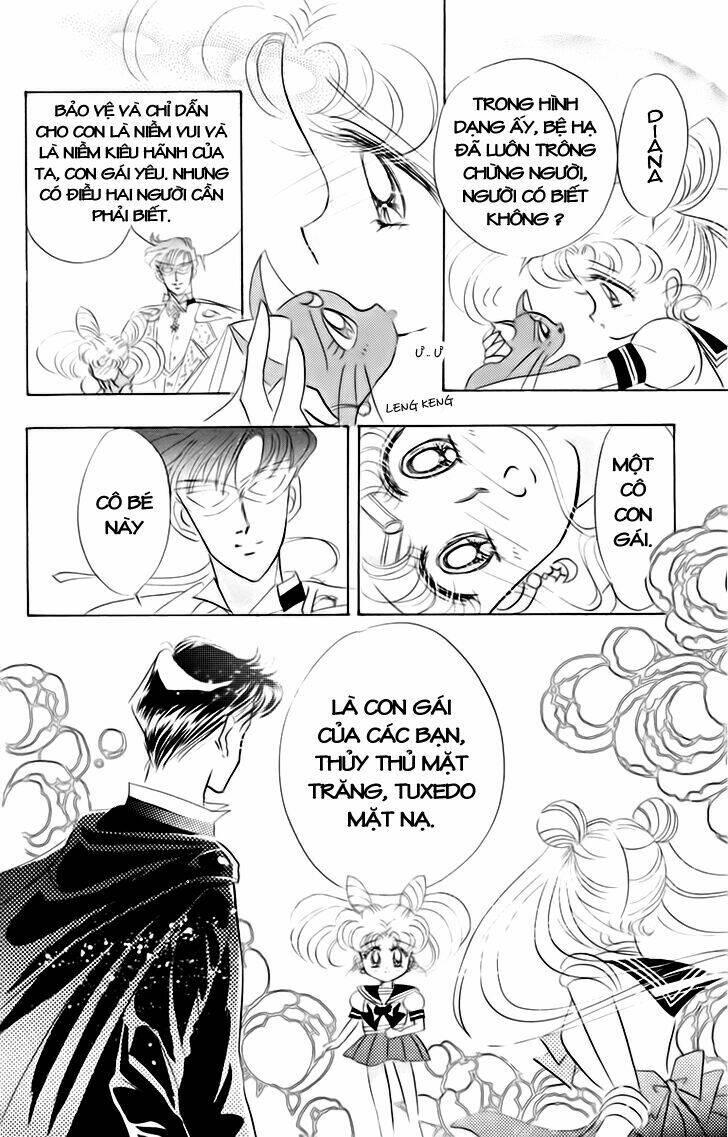 DIANA
TRONG HÌNH
DẠNG ẤY, BỆ HẠ
ĐÃ LUÔN TRÔNG
CHỪNG NGƯỜI,
NGƯỜI CÓ BIẾT
KHÔNG ?
BẢO VỆ VÀ CHỈ DẪN
CHO CON LÀ NIỀM VUI VÀ
LÀ NIỀM KIÊU HÃNH CỦA
TA, CON GÁI YÊU. NHƯNG
CÓ ĐIỀU HAI NGƯỜI CẦN
PHẢI BIẾT.
Ư.. Ư
LENG KENG
MỘT
CÔ
CON
GÁI.
CÔ BÉ
NÀY
LÀ CON GÁI
CỦA CÁC BẠN,
THỦY THỦ MẶT
TRĂNG, TUXEDO
MẶT NẠ.